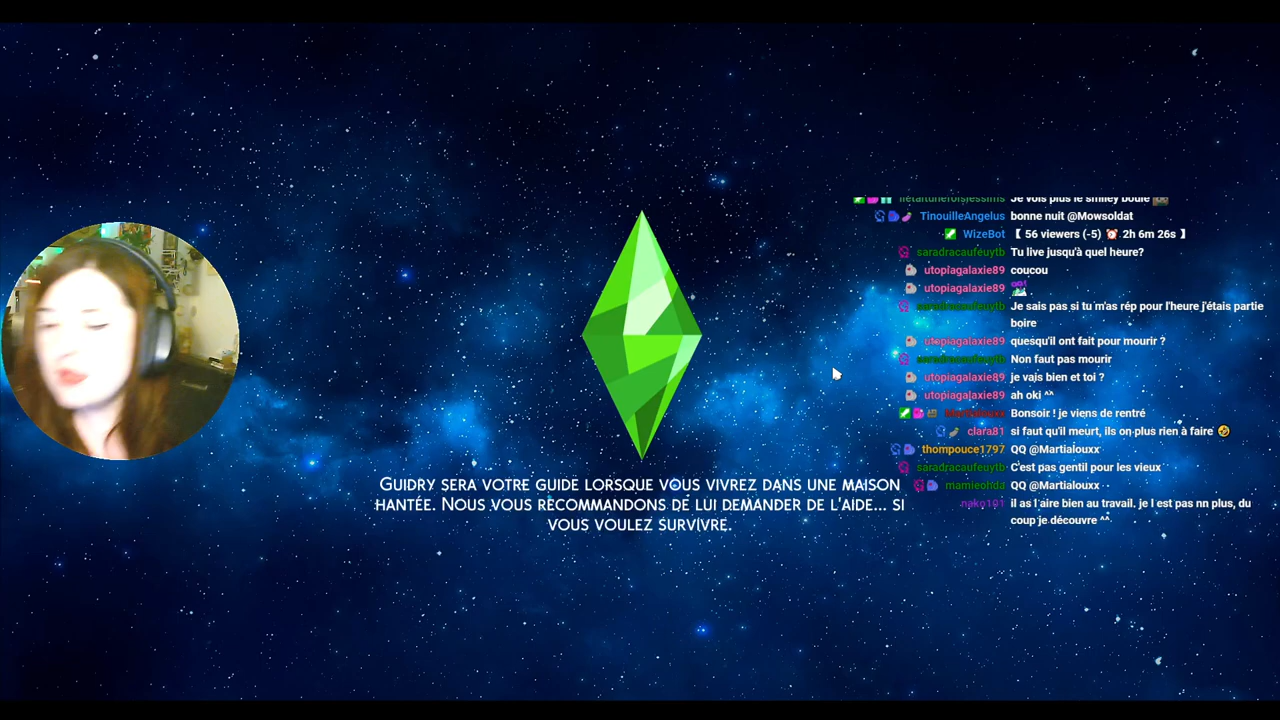 Je vois plus le smiley boule
TinouilleAngelus bonne nuit @Mowsoldat
WizeBot 【 56 viewers (-5) ⏰ 2h 6m 26s 】
saradracaufeuytb Tu live jusqu'à quel heure?
utopiagalaxie89 coucou
utopiagalaxie89
saradracaufeuytb Je sais pas si tu m'as rép pour l'heure j'étais partie
boire
utopiagalaxie89 quesqu'il ont fait pour mourir ?
saradracaufeuytb Non faut pas mourir
utopiagalaxie89 je vais bien et toi ?
utopiagalaxie89 ah oki ^^
Martialouxx Bonsoir ! je viens de rentré
clara81 si faut qu'il meurt, ils on plus rien à faire 🤣
thompouce1797 QQ @Martialouxx
saradracaufeuytb C'est pas gentil pour les vieux
mamieonda QQ @Martialouxx
nako191 il as l aire bien au travail. je l est pas nn plus, du
coup je découvre ^^
Guidry sera votre guide lorsque vous vivrez dans une maison
hantée. Nous vous recommandons de lui demander de l'aide... si
vous voulez survivre.